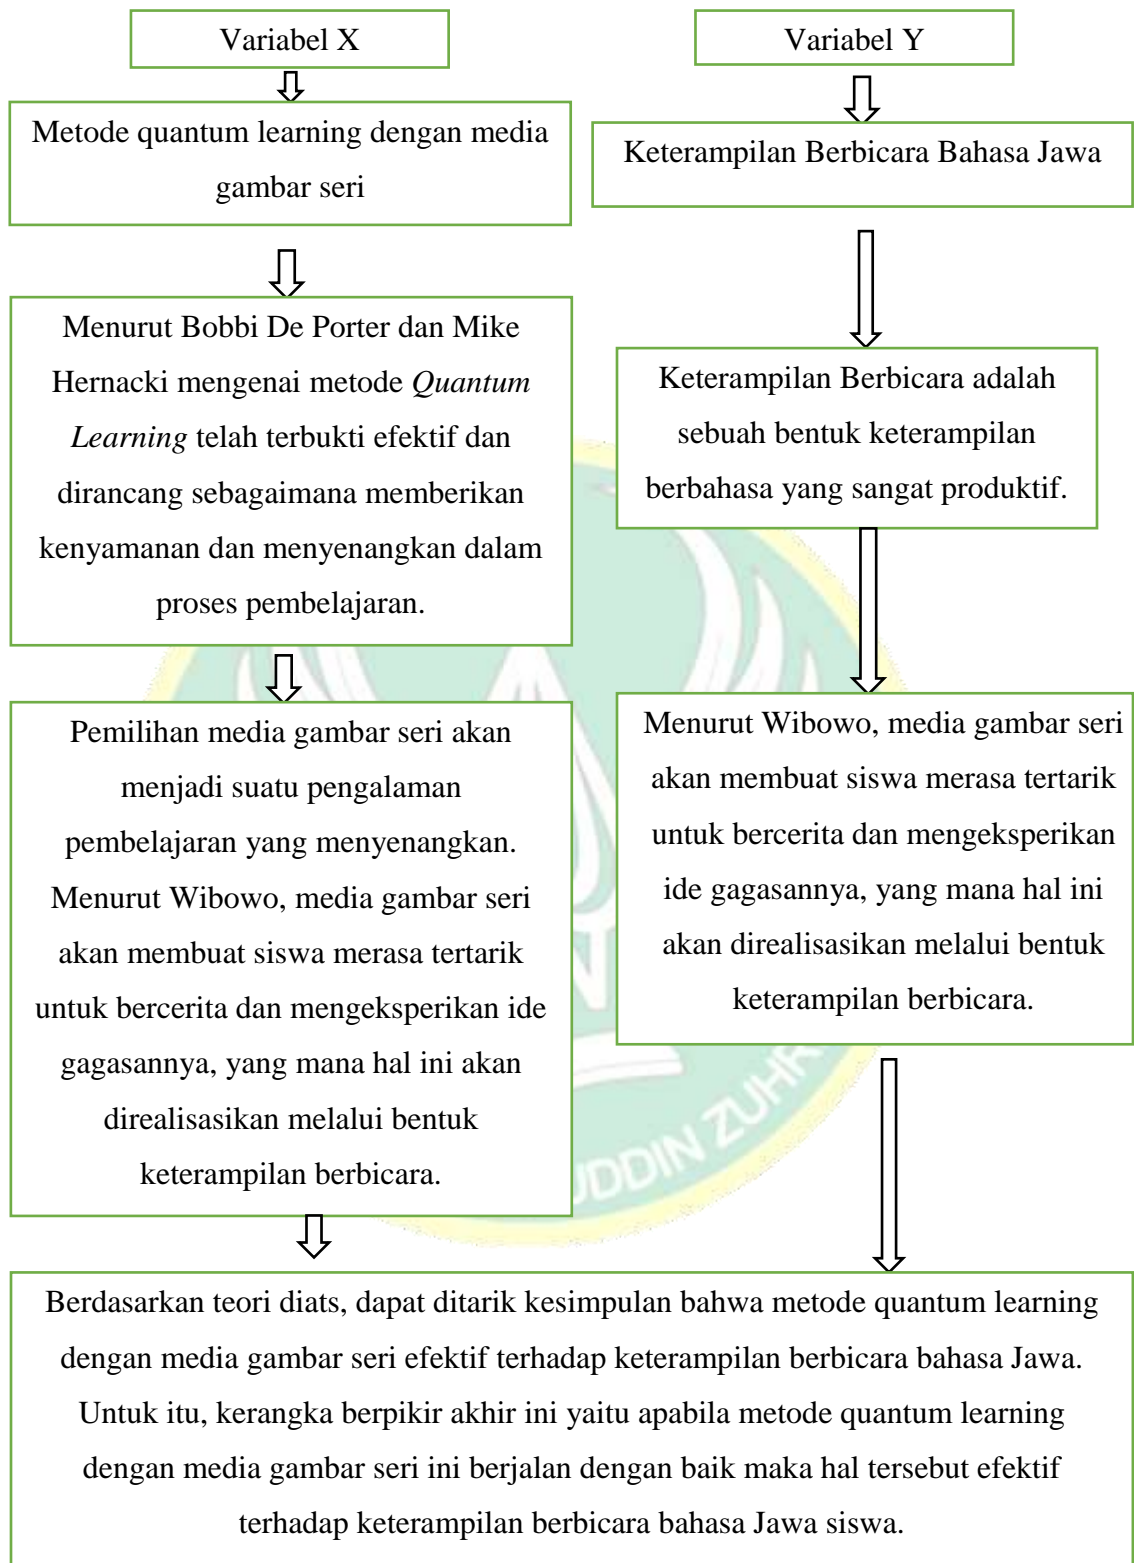 Variabel X
Metode quantum learning dengan media
gambar seri
Menurut Bobbi De Porter dan Mike
Hernacki mengenai metode Quantum
Learning telah terbukti efektif dan
dirancang sebagaimana memberikan
kenyamanan dan menyenangkan dalam
proses pembelajaran.
Pemilihan media gambar seri akan
menjadi suatu pengalaman
pembelajaran yang menyenangkan.
Menurut Wibowo, media gambar seri
akan membuat siswa merasa tertarik
untuk bercerita dan mengeksperikan ide
gagasannya, yang mana hal ini akan
direalisasikan melalui bentuk
keterampilan berbicara.
Variabel Y
Keterampilan Berbicara Bahasa Jawa
Keterampilan Berbicara adalah
sebuah bentuk keterampilan
berbahasa yang sangat produktif.
Menurut Wibowo, media gambar seri
akan membuat siswa merasa tertarik
untuk bercerita dan mengeksperikan
ide gagasannya, yang mana hal ini
akan direalisasikan melalui bentuk
keterampilan berbicara.
Berdasarkan teori diats, dapat ditarik kesimpulan bahwa metode quantum learning
dengan media gambar seri efektif terhadap keterampilan berbicara bahasa Jawa.
Untuk itu, kerangka berpikir akhir ini yaitu apabila metode quantum learning
dengan media gambar seri ini berjalan dengan baik maka hal tersebut efektif
terhadap keterampilan berbicara bahasa Jawa siswa.